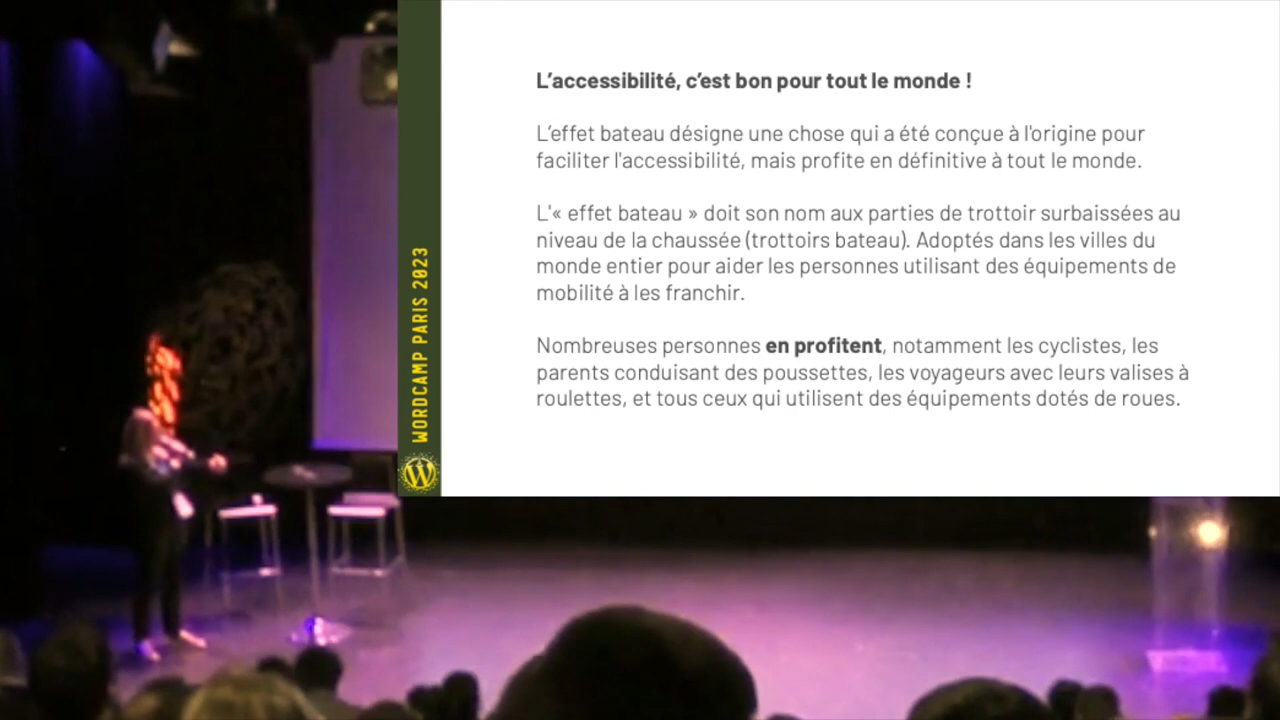 L’accessibilité, c’est bon pour tout le monde !
L’effet bateau désigne une chose qui a été conçue à l'origine pour
faciliter l'accessibilité, mais profite en définitive à tout le monde.
L'« effet bateau » doit son nom aux parties de trottoir surbaissées au
niveau de la chaussée (trottoirs bateau). Adoptés dans les villes du
monde entier pour aider les personnes utilisant des équipements de
mobilité à les franchir.
Nombreuses personnes en profitent, notamment les cyclistes, les
parents conduisant des poussettes, les voyageurs avec leurs valises à
roulettes, et tous ceux qui utilisent des équipements dotés de roues.
WORDCAMP PARIS 2023